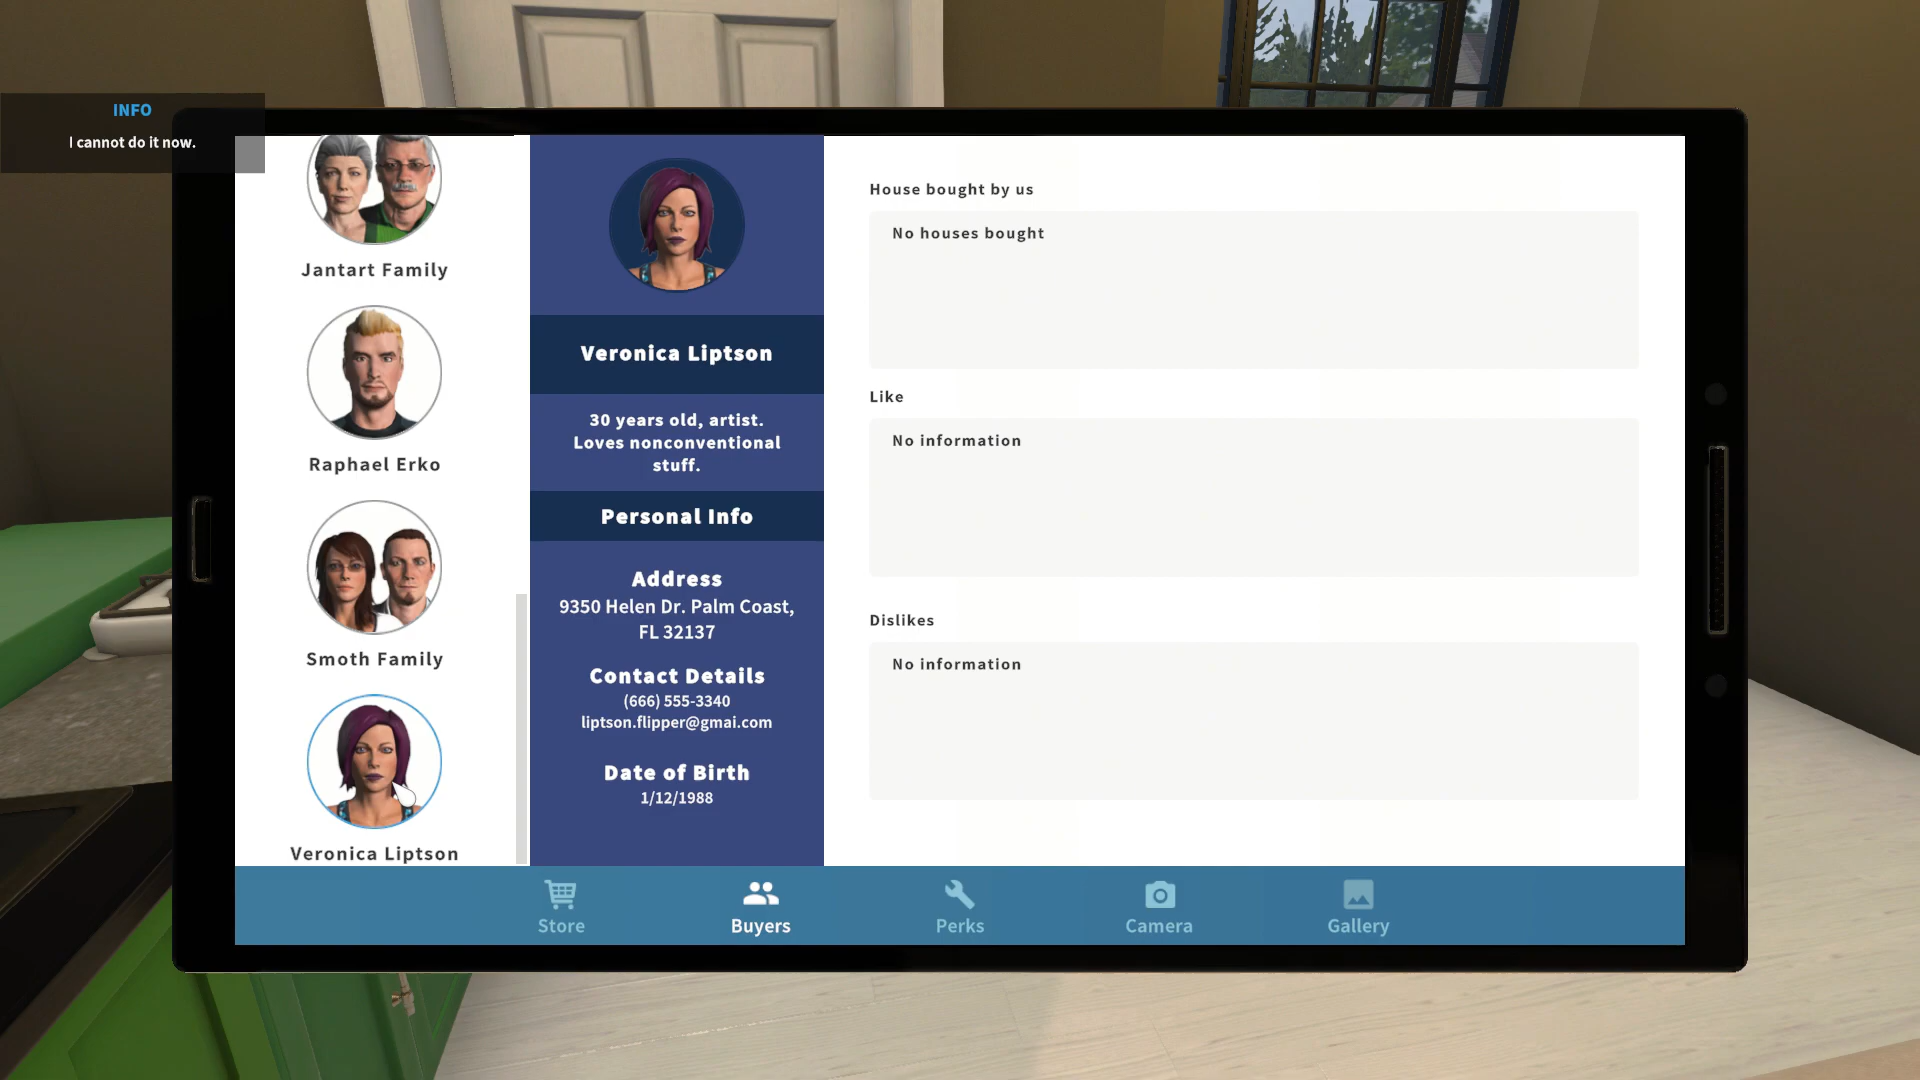 INFO
I cannot do it now.
Jantart Family
Raphael Erko
Smoth Family
Veronica Liptson
Veronica Liptson
30 years old, artist.
Loves nonconventional
stuff.
Personal Info
Address
9350 Helen Dr. Palm Coast,
FL 32137
Contact Details
(666) 555-3340
liptson.flipper@gmai.com
Date of Birth
1/12/1988
House bought by us
No houses bought
Like
No information
Dislikes
No information
Store
Buyers
Perks
Camera
Gallery